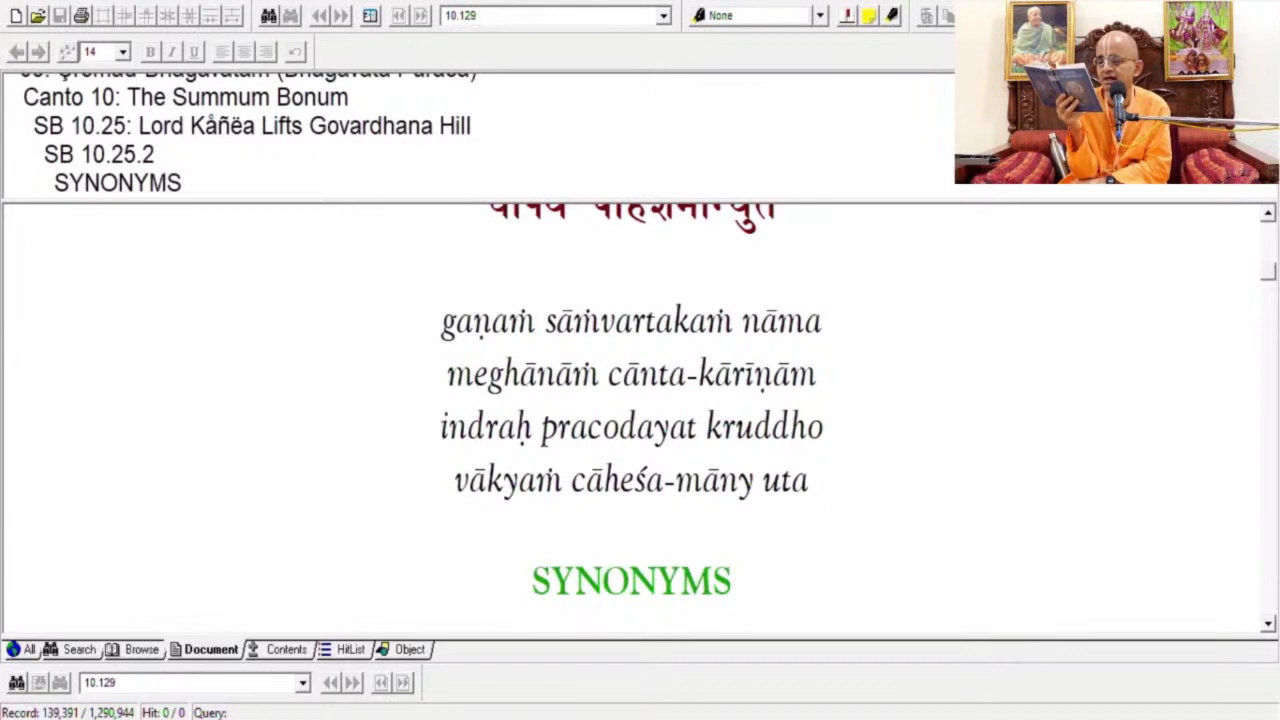 10.129
None
14
B I U
Canto 10: The Summum Bonum
SB 10.25: Lord Kåñëa Lifts Govardhana Hill
SB 10.25.2
SYNONYMS
gaṇaṁ sāṁvartakaṁ nāma
meghānāṁ cānta-kārīṇām
indraḥ pracodayat kruddho
vākyaṁ cāheśa-māny uta
SYNONYMS
All Search Browse Document Contents HitList Object
10.129
Record: 139,391 / 1,290,944 Hit: 0 / 0 Query: